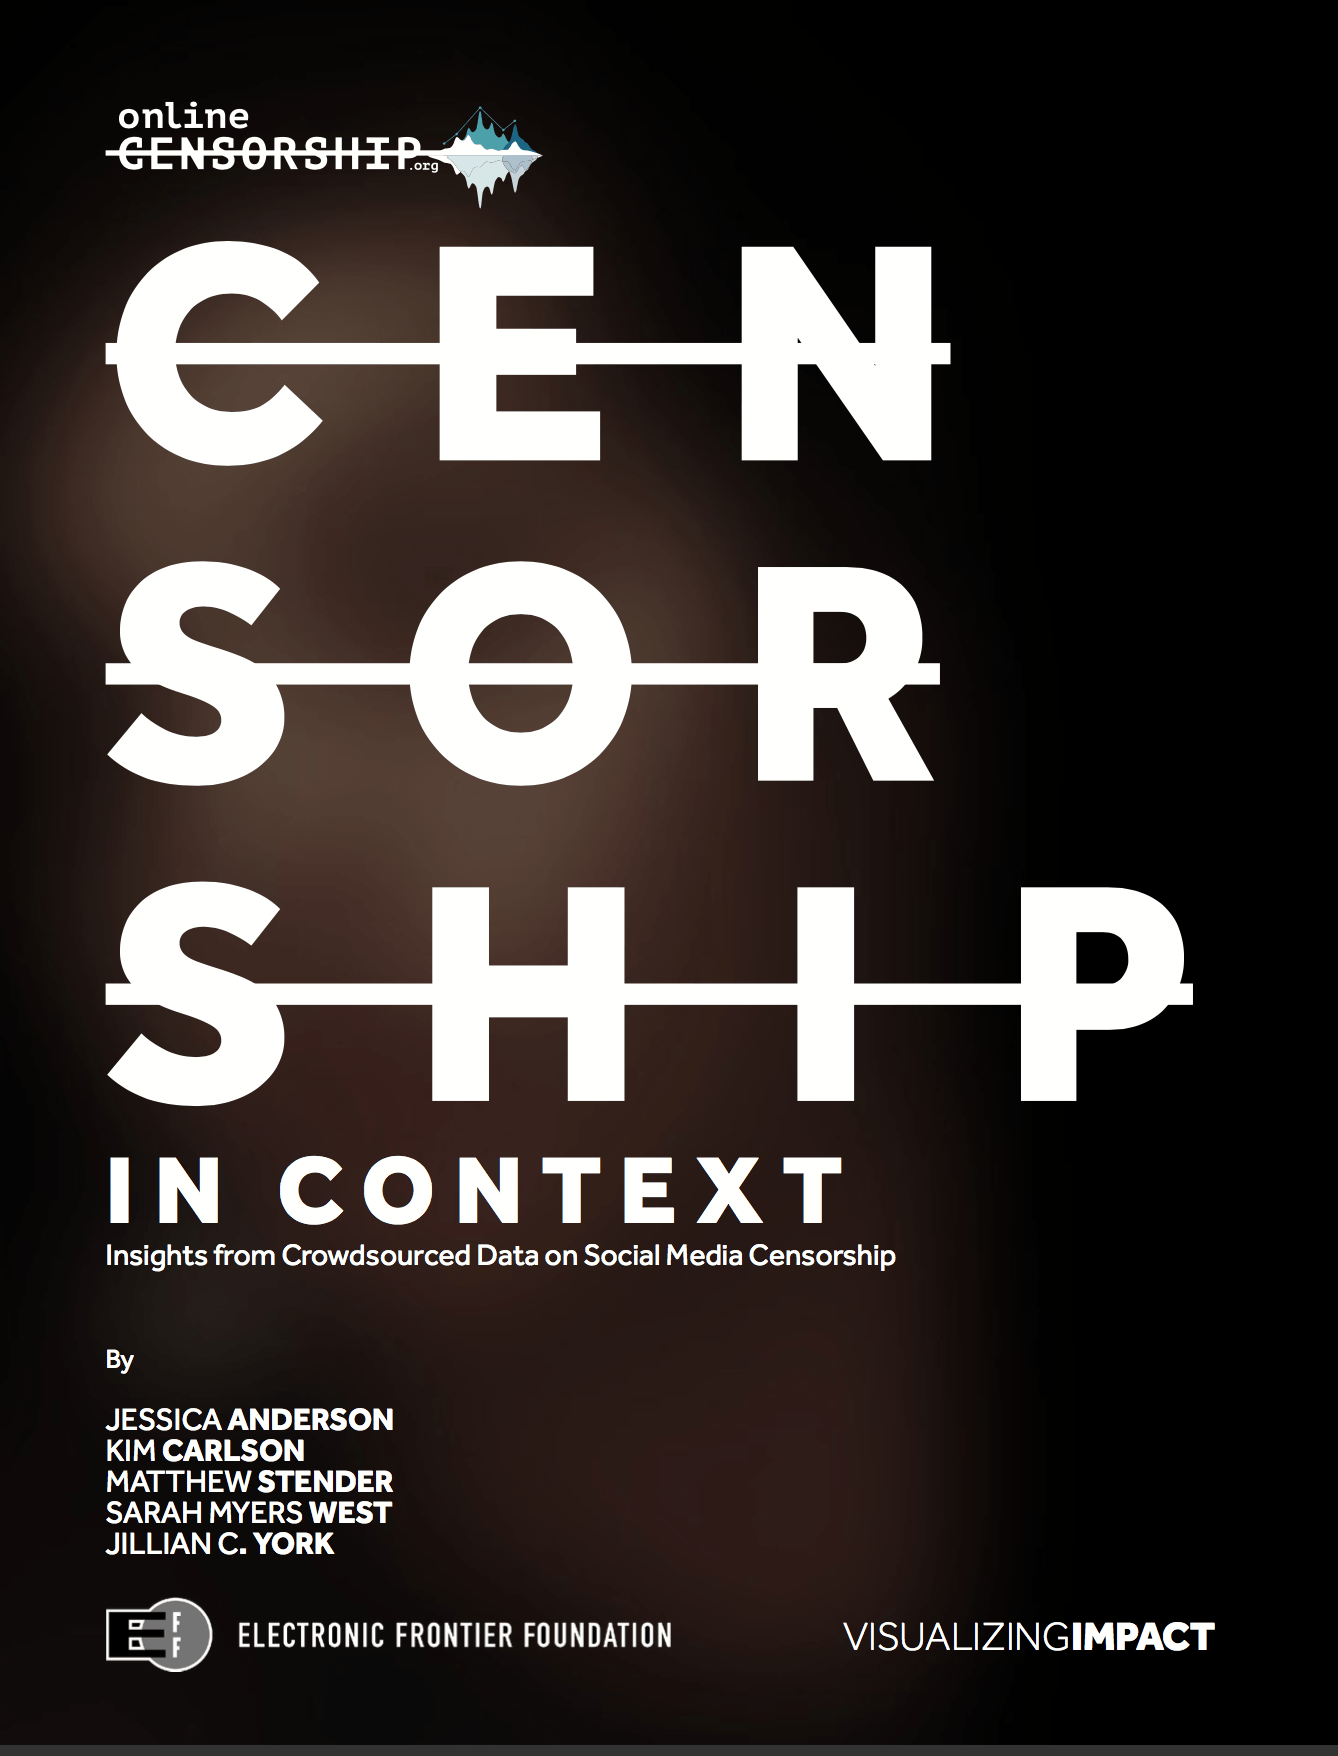 online
CENSORSHIP.org
CEN
SOR
SHIP
IN CONTEXT
Insights from Crowdsourced Data on Social Media Censorship
By
JESSICA ANDERSON
KIM CARLSON
MATTHEW STENDER
SARAH MYERS WEST
JILLIAN C. YORK
EFF ELECTRONIC FRONTIER FOUNDATION
VISUALIZINGIMPACT